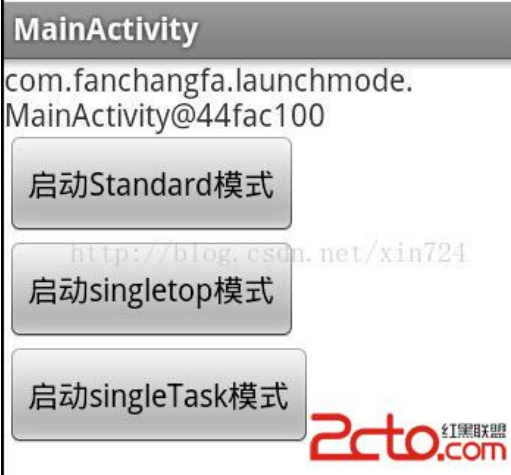 MainActivity
com.fanchangfa.launchmode.
MainActivity@44fac100
启动Standard模式
http://blog.csdn.net/xin724
启动singletop模式
启动singleTask模式
2cto.com
红黑联盟